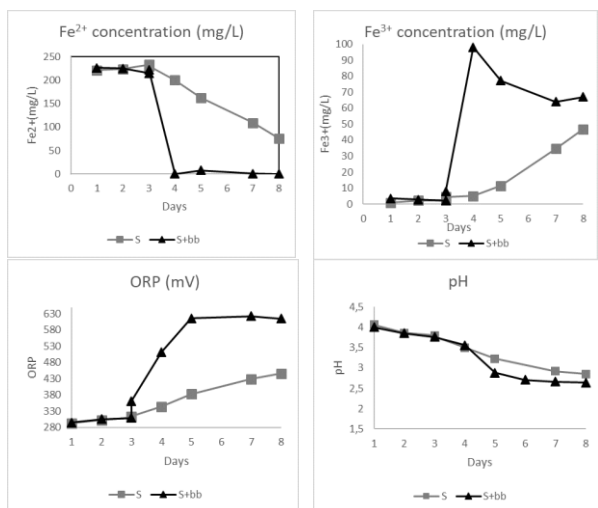 Fe²⁺ concentration (mg/L)
Fe2+(mg/L)
250
200
150
100
50
0
0 1 2 3 4 5 6 7 8
Days
S S+bb
Fe³⁺ concentration (mg/L)
Fe3+(mg/L)
100
90
80
70
60
50
40
30
20
10
0
0 1 2 3 4 5 6 7 8
Days
S S+bb
ORP (mV)
ORP
630
580
530
480
430
380
330
280
1 2 3 4 5 6 7 8
Days
S S+bb
pH
pH
4,5
4
3,5
3
2,5
2
1,5
1 2 3 4 5 6 7 8
Days
S S+bb